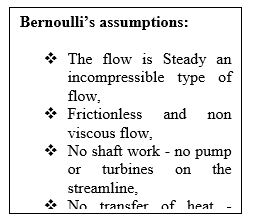 Bernoulli’s assumptions:
❖ The flow is Steady an
incompressible type of
flow,
❖ Frictionless and non
viscous flow,
❖ No shaft work - no pump
or turbines on the
streamline,
❖ No transfer of heat -